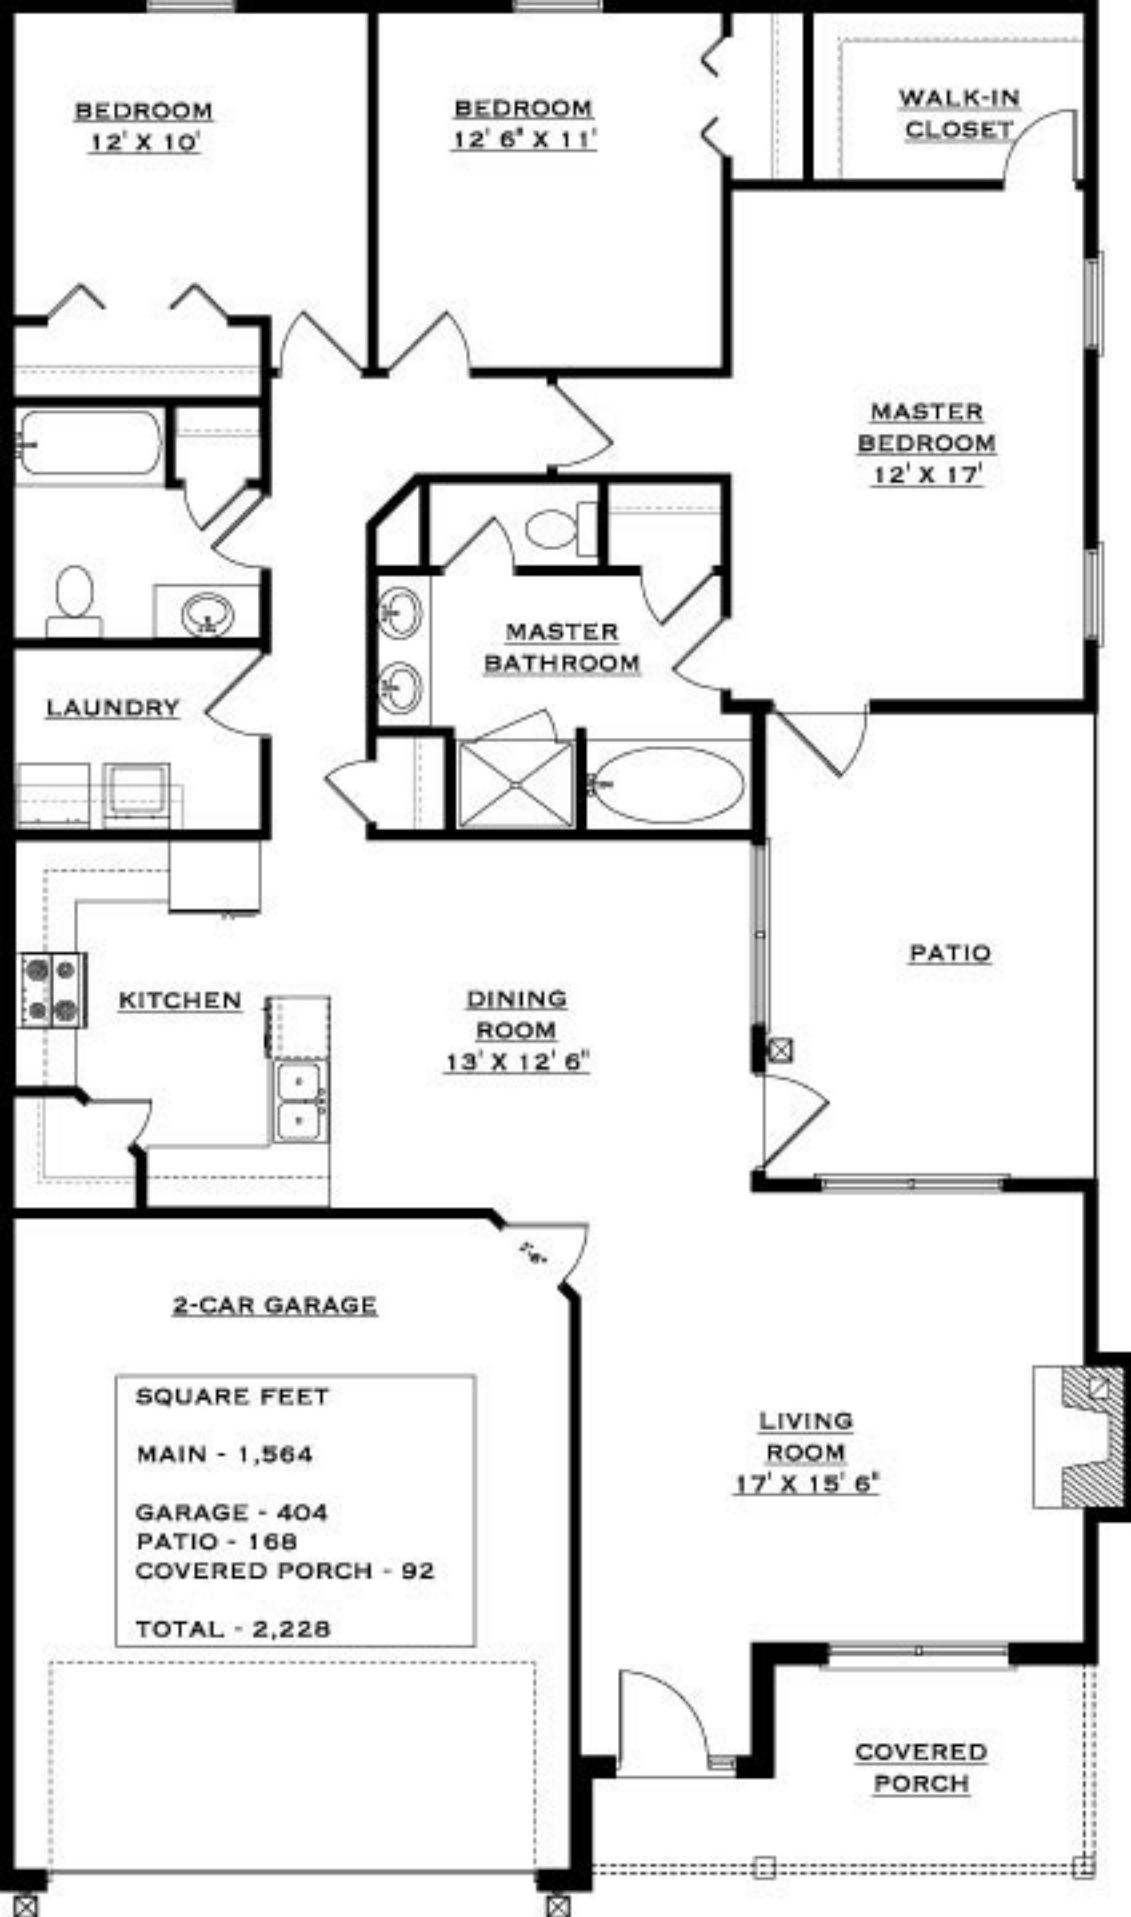 BEDROOM
12' X 10'
BEDROOM
12' 6" X 11'
WALK-IN
CLOSET
MASTER
BEDROOM
12' X 17'
MASTER
BATHROOM
LAUNDRY
PATIO
KITCHEN
DINING
ROOM
13' X 12' 6"
2-CAR GARAGE
SQUARE FEET
MAIN - 1,564
GARAGE - 404
PATIO - 168
COVERED PORCH - 92
TOTAL - 2,228
LIVING
ROOM
17' X 15' 6"
COVERED
PORCH